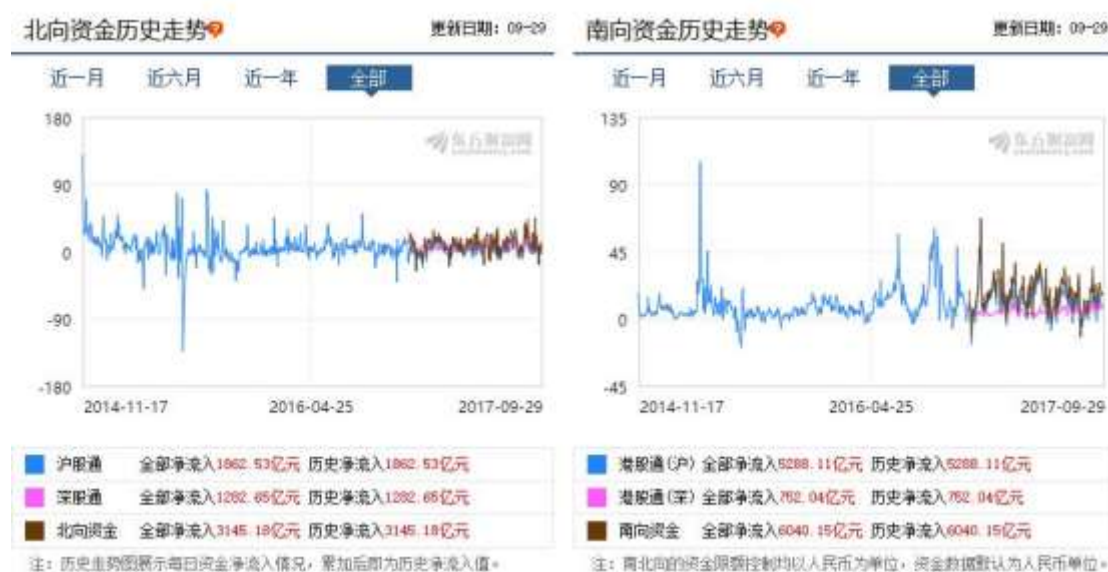 北向资金历史走势
更新日期: 09-29
近一月 近六月 近一年 全部
180
90
0
-90
-180
东方财富网
2014-11-17 2016-04-25 2017-09-29
沪股通 全部净流入1862.53亿元 历史净流入1862.53亿元
深股通 全部净流入1282.65亿元 历史净流入1282.65亿元
北向资金 全部净流入3145.18亿元 历史净流入3145.18亿元
注: 历史走势图展示每日资金净流入情况, 累加后即为历史净流入值。
南向资金历史走势
更新日期: 09-29
近一月 近六月 近一年 全部
135
90
45
0
-45
东方财富网
2014-11-17 2016-04-25 2017-09-29
港股通(沪) 全部净流入5288.11亿元 历史净流入5288.11亿元
港股通(深) 全部净流入752.04亿元 历史净流入752.04亿元
南向资金 全部净流入6040.15亿元 历史净流入6040.15亿元
注: 南北向的资金限额控制均以人民币为单位, 资金数据默认为人民币单位。